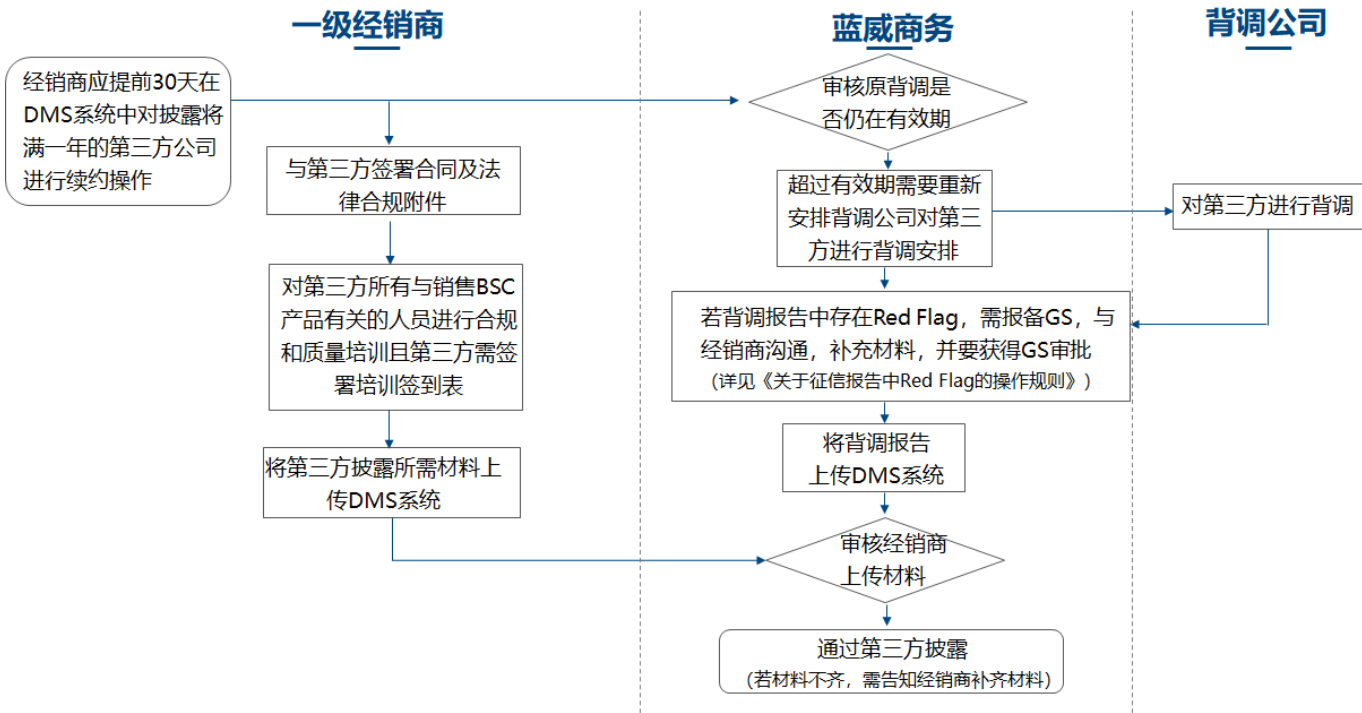 一级经销商
蓝威商务
背调公司
经销商应提前30天在
DMS系统中对披露将
满一年的第三方公司
进行续约操作
与第三方签署合同及法
律合规附件
对第三方所有与销售BSC
产品有关的人员进行合规
和质量培训且第三方需签
署培训签到表
将第三方披露所需材料上
传DMS系统
审核原背调是
否仍在有效期
超过有效期需要重新
安排背调公司对第三
方进行背调安排
对第三方进行背调
若背调报告中存在Red Flag，需报备GS，与
经销商沟通，补充材料，并要获得GS审批
（详见《关于征信报告中Red Flag的操作规则》）
将背调报告
上传DMS系统
审核经销商
上传材料
通过第三方披露
（若材料不齐，需告知经销商补齐材料）